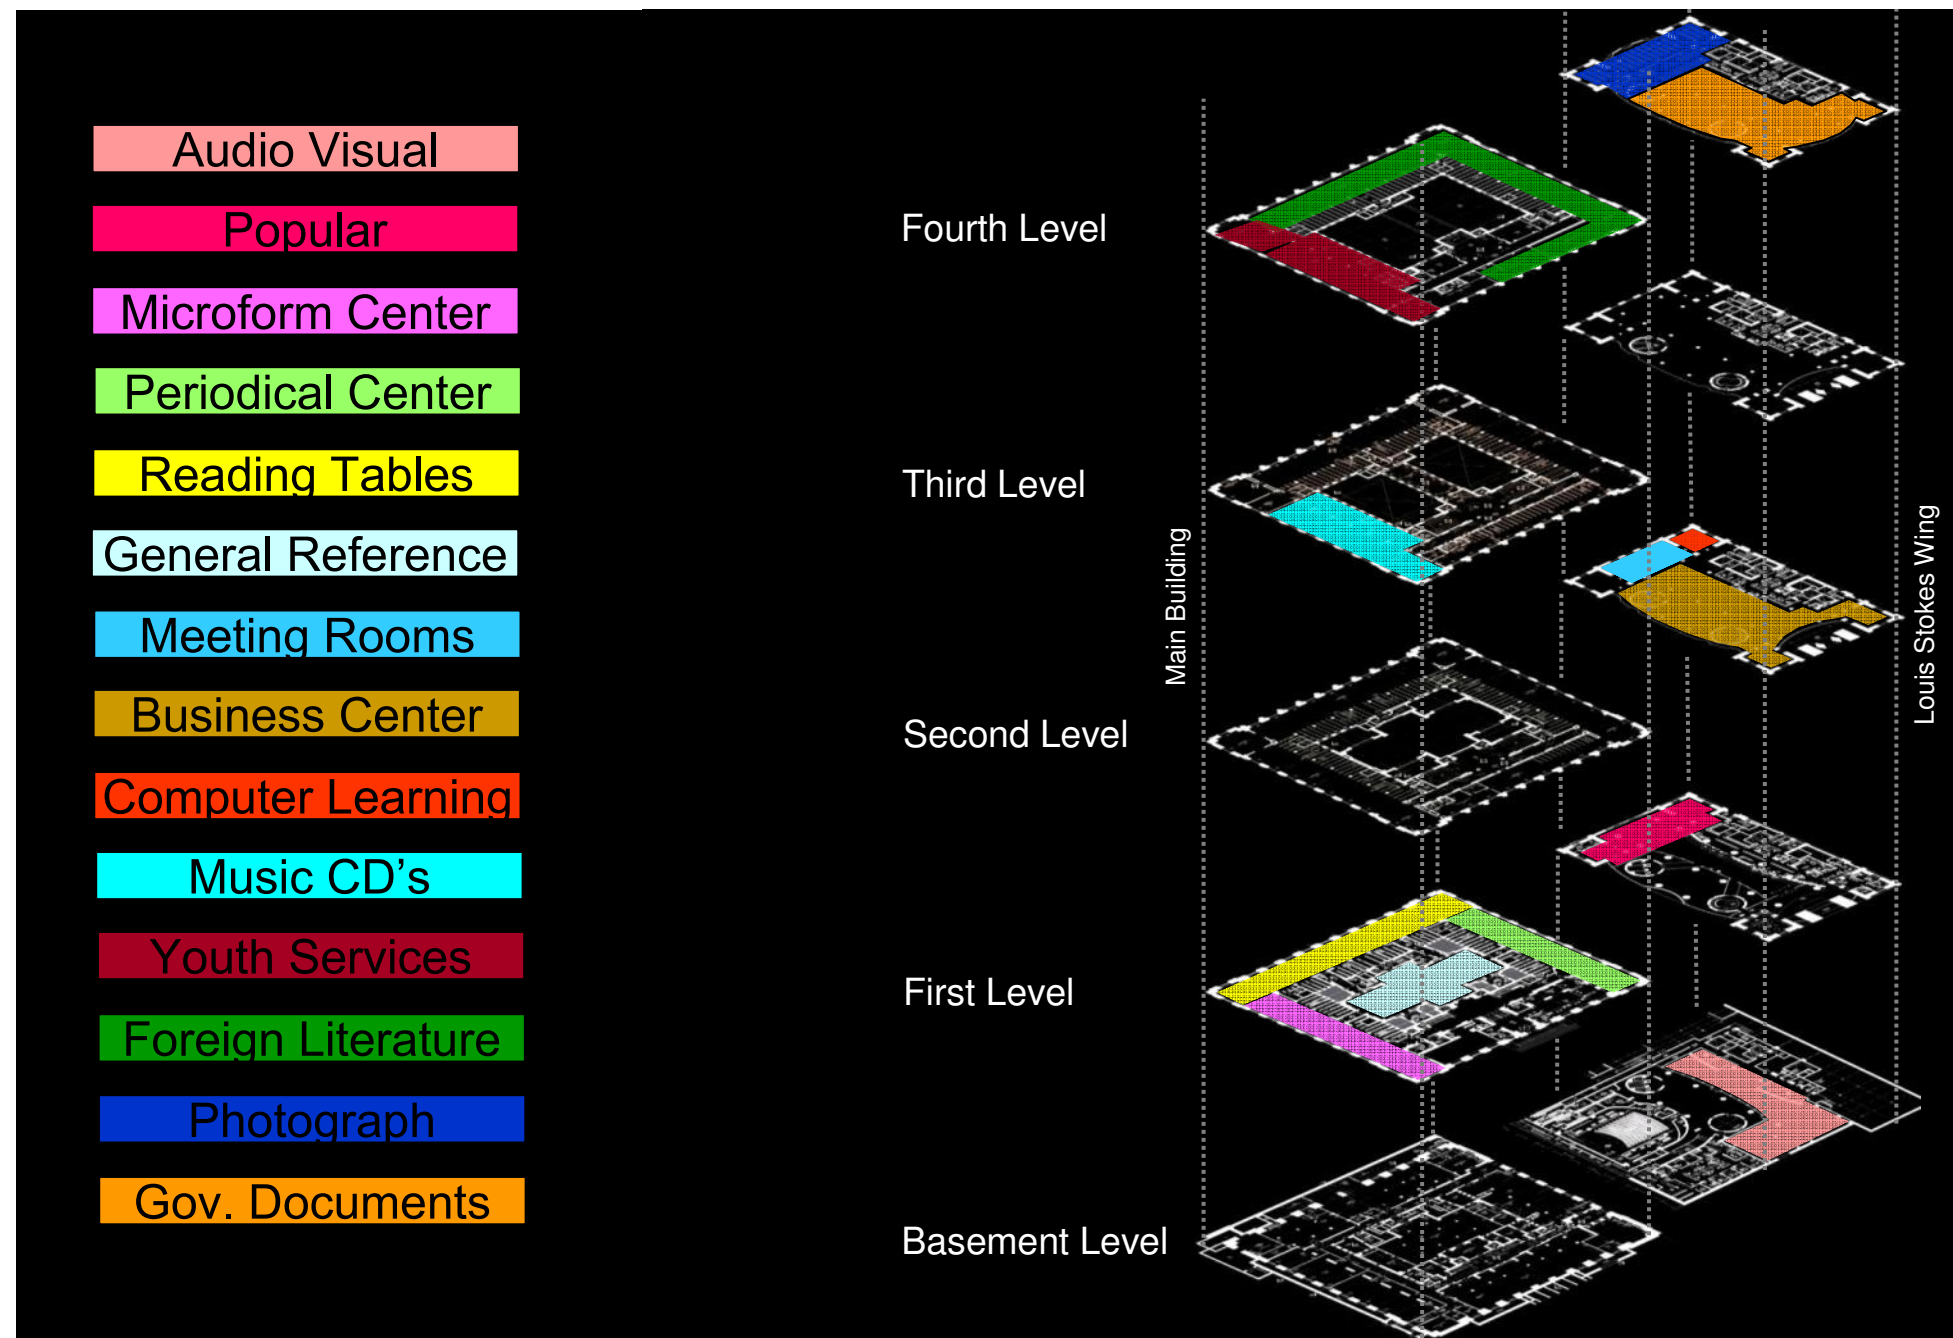 Audio Visual
Popular
Microform Center
Periodical Center
Reading Tables
General Reference
Meeting Rooms
Business Center
Computer Learning
Music CD’s
Youth Services
Foreign Literature
Photograph
Gov. Documents
Fourth Level
Third Level
Second Level
First Level
Basement Level
Main Building
Louis Stokes Wing